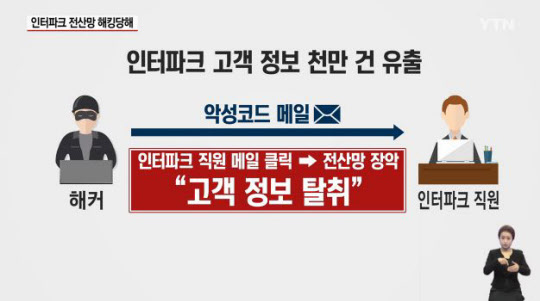 인터파크 전산망 해킹당해
YTN
인터파크 고객 정보 천만 건 유출
악성코드 메일
인터파크 직원 메일 클릭 ➡ 전산망 장악
“고객 정보 탈취”
해커
인터파크 직원